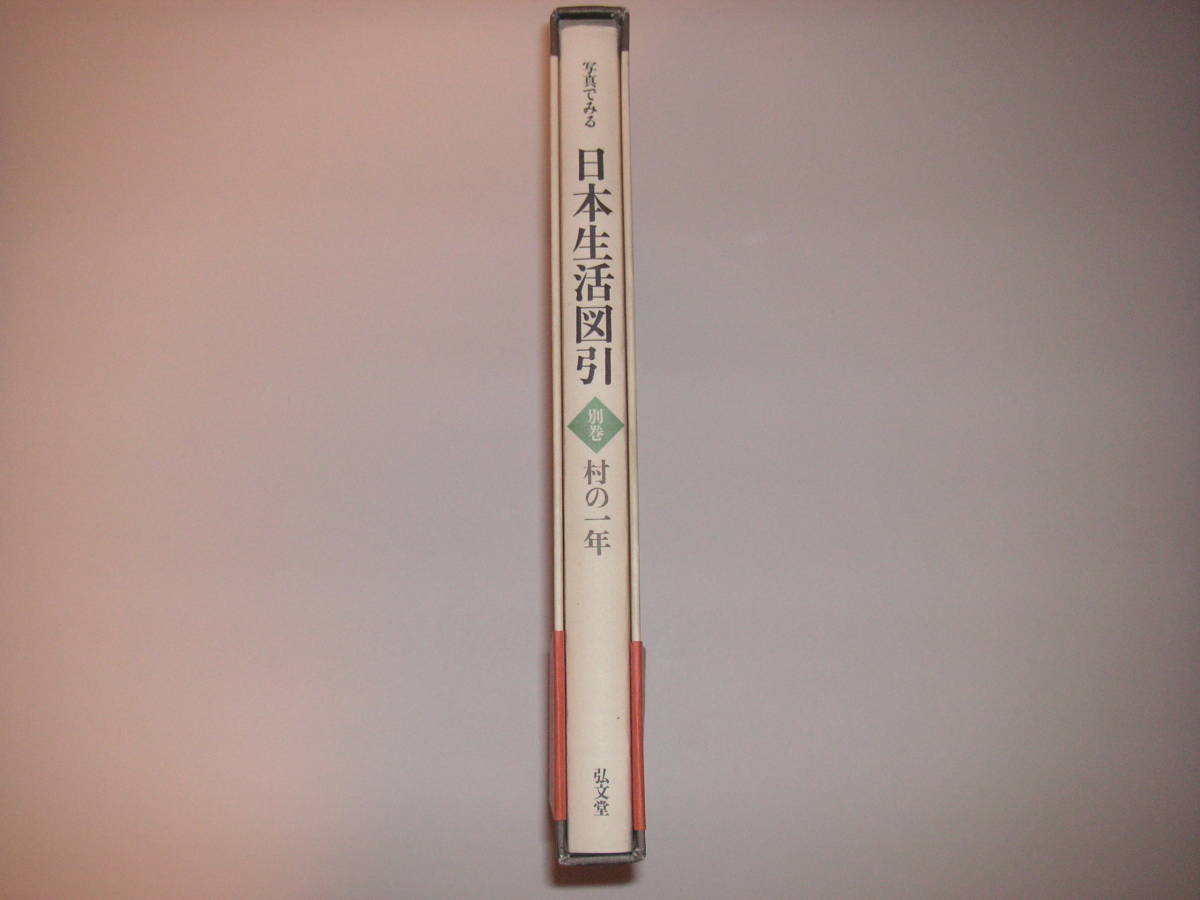 写真でみる
日本生活図引
別巻
村の一年
弘文堂